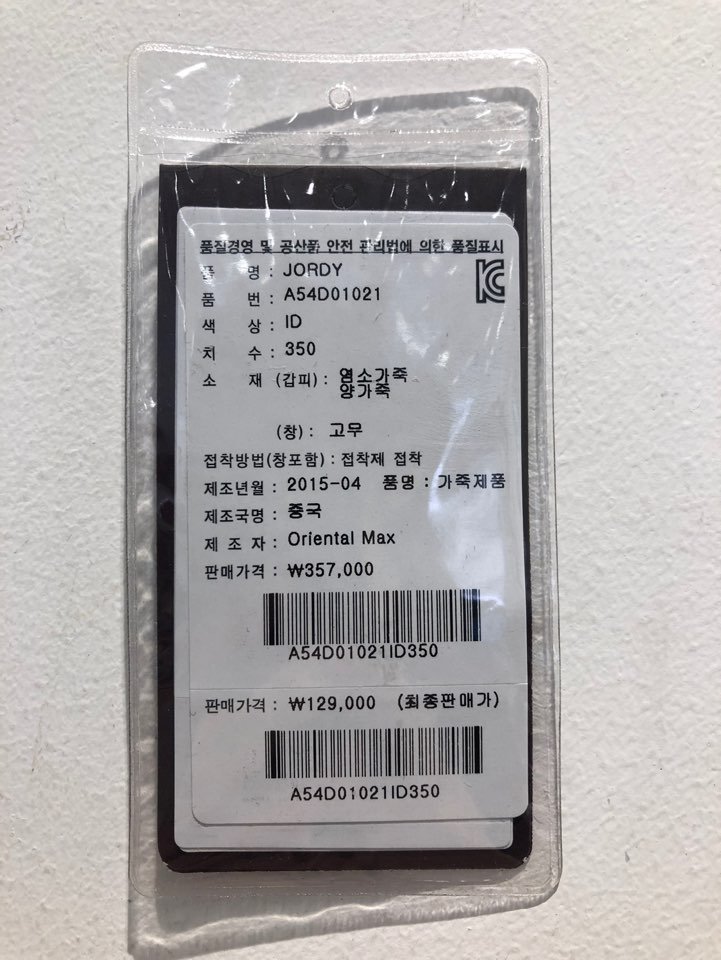 품질경영 및 공산품 안전 관리법에 의한 품질표시
품 명 : JORDY
품 번 : A54D01021
색 상 : ID
치 수 : 350
소 재 (갑피) : 염소가죽
양가죽
(창) : 고무
접착방법(창포함) : 접착제 접착
제조년월 : 2015-04 품명 : 가죽제품
제조국명 : 중국
제 조 자 : Oriental Max
판매가격 : ₩357,000
A54D01021ID350
판매가격 : ₩129,000 (최종판매가)
A54D01021ID350